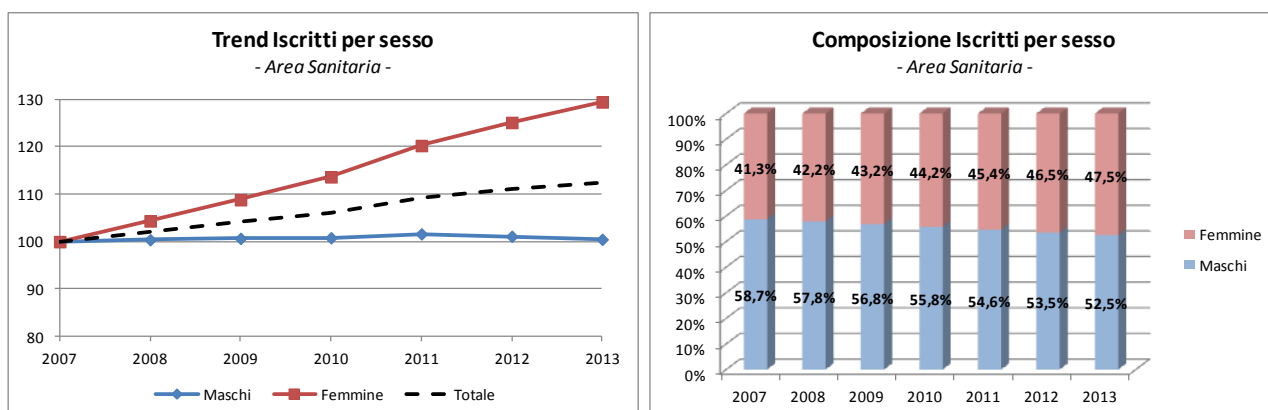 Trend Iscritti per sesso
- Area Sanitaria -
130
120
110
100
90
80
2007 2008 2009 2010 2011 2012 2013
Maschi Femmine Totale
Composizione Iscritti per sesso
- Area Sanitaria -
100%
90%
80%
70%
60%
50%
40%
30%
20%
10%
0%
41,3% 42,2% 43,2% 44,2% 45,4% 46,5% 47,5%
58,7% 57,8% 56,8% 55,8% 54,6% 53,5% 52,5%
2007 2008 2009 2010 2011 2012 2013
Femmine
Maschi